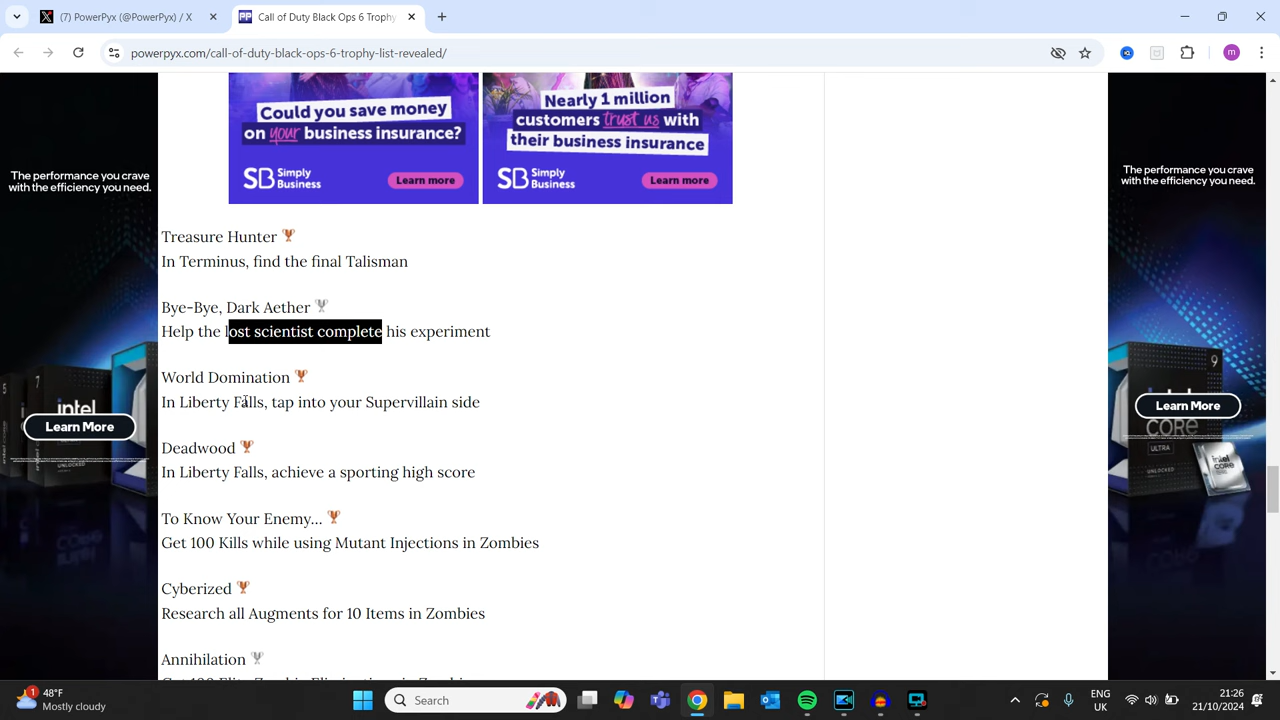 (7) PowerPyx (@PowerPyx) / X
Call of Duty Black Ops 6 Trophy
powerpyx.com/call-of-duty-black-ops-6-trophy-list-revealed/
m
Could you save money
on your business insurance?
SB Simply Business
Learn more
Nearly 1 million
customers trust us with
their business insurance
SB Simply Business
Learn more
The performance you crave
with the efficiency you need.
intel
Learn More
UNLOCKED
The performance you crave
with the efficiency you need.
Learn More
CORE
ULTRA
UNLOCKED
9
intel
CORE
Treasure Hunter
In Terminus, find the final Talisman
Bye-Bye, Dark Aether
Help the lost scientist complete his experiment
World Domination
In Liberty Falls, tap into your Supervillain side
Deadwood
In Liberty Falls, achieve a sporting high score
To Know Your Enemy…
Get 100 Kills while using Mutant Injections in Zombies
Cyberized
Research all Augments for 10 Items in Zombies
Annihilation
1
48°F
Mostly cloudy
Search
ENG
UK
21:26
21/10/2024